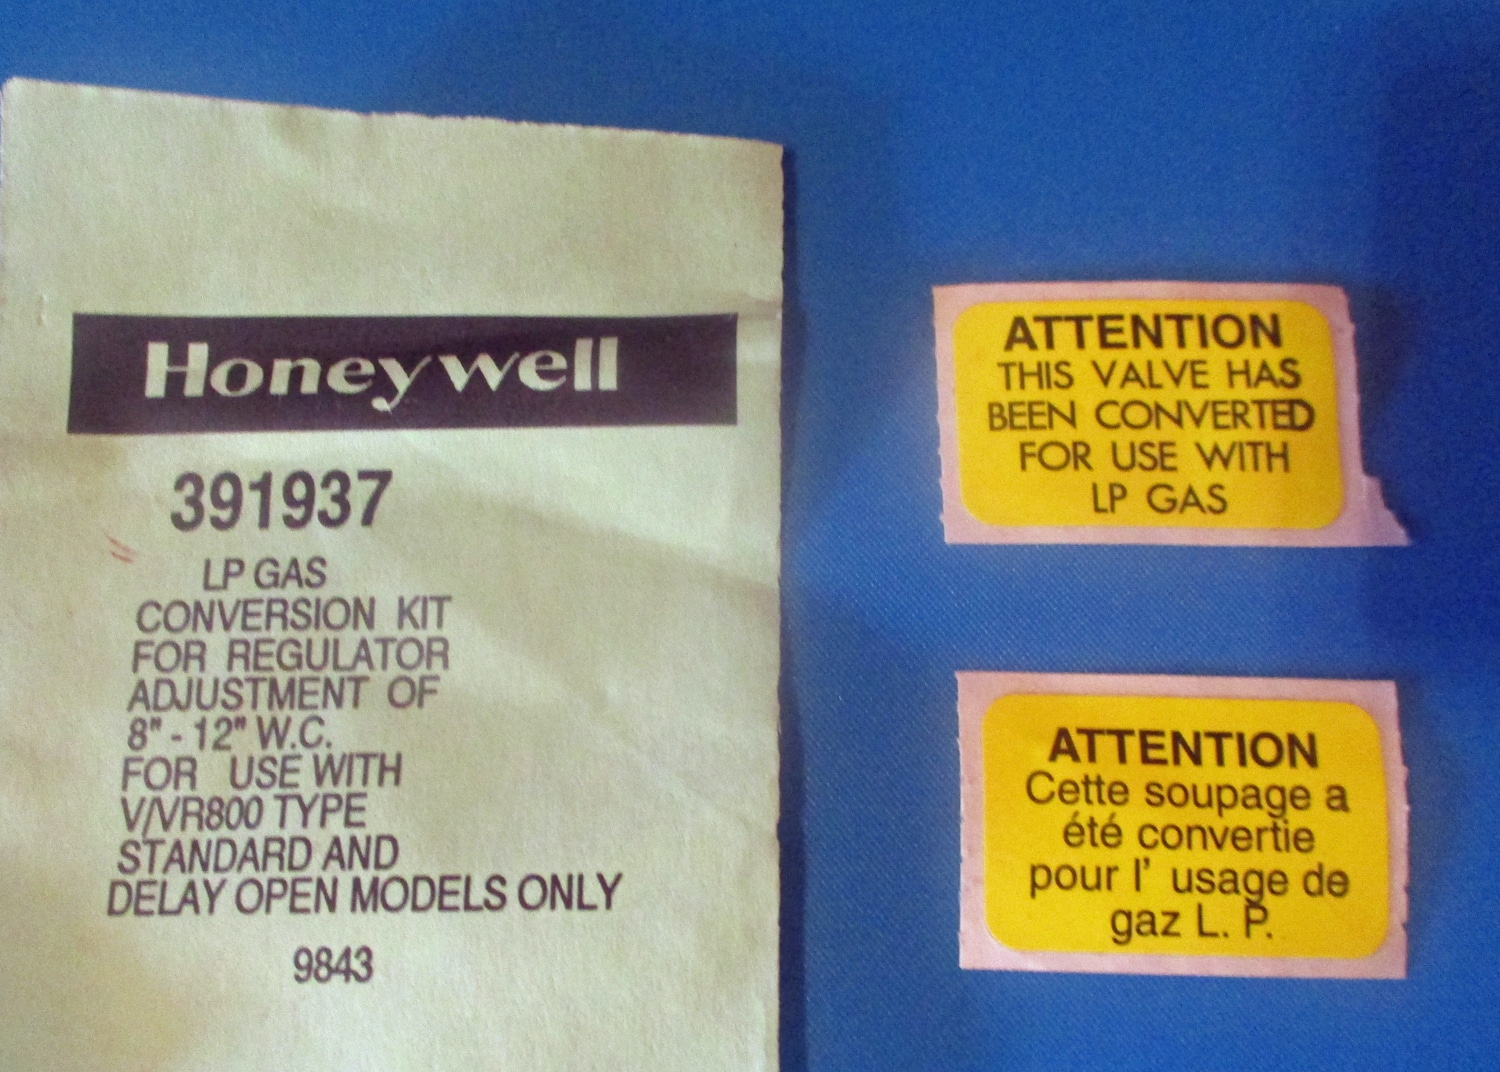 Honeywell
391937
LP GAS
CONVERSION KIT
FOR REGULATOR
ADJUSTMENT OF
8" - 12" W.C.
FOR USE WITH
V/VR800 TYPE
STANDARD AND
DELAY OPEN MODELS ONLY
9843
ATTENTION
THIS VALVE HAS
BEEN CONVERTED
FOR USE WITH
LP GAS
ATTENTION
Cette soupage a
été convertie
pour l' usage de
gaz L. P.